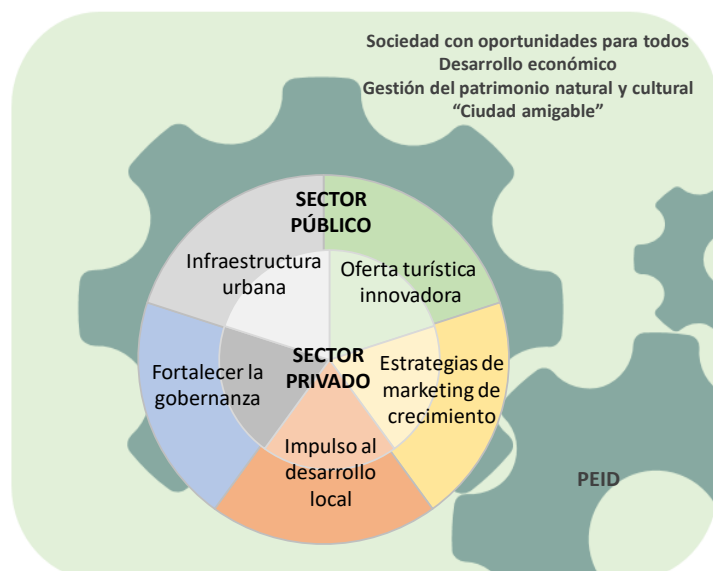 Sociedad con oportunidades para todos
Desarrollo económico
Gestión del patrimonio natural y cultural
“Ciudad amigable”
SECTOR
PÚBLICO
Infraestructura
urbana
Oferta turística
innovadora
SECTOR
PRIVADO
Fortalecer la
gobernanza
Estrategias de
marketing de
crecimiento
Impulso al
desarrollo
local
PEID